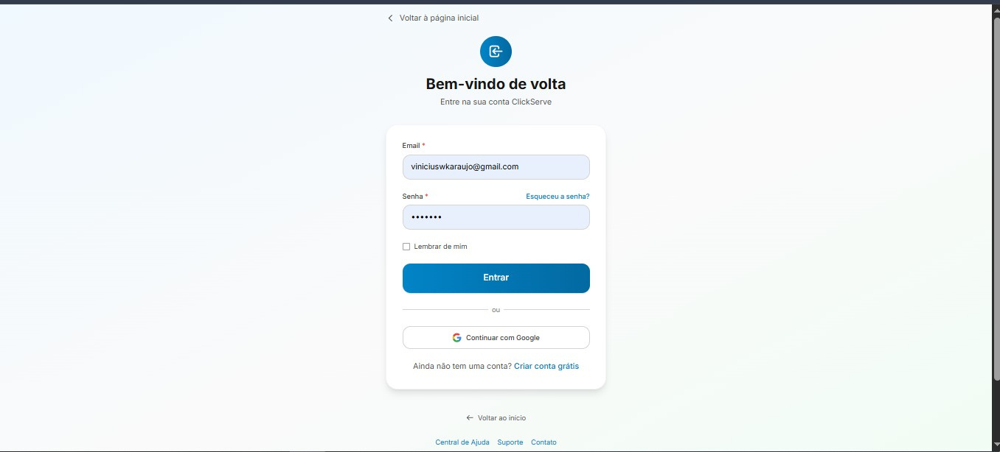 Voltar à página inicial
Bem-vindo de volta
Entre na sua conta ClickServe
Email *
viniciuswkaraujo@gmail.com
Senha * Esqueceu a senha?
•••••••
Lembrar de mim
Entrar
ou
Continuar com Google
Ainda não tem uma conta? Criar conta grátis
Voltar ao início
Central de Ajuda Suporte Contato